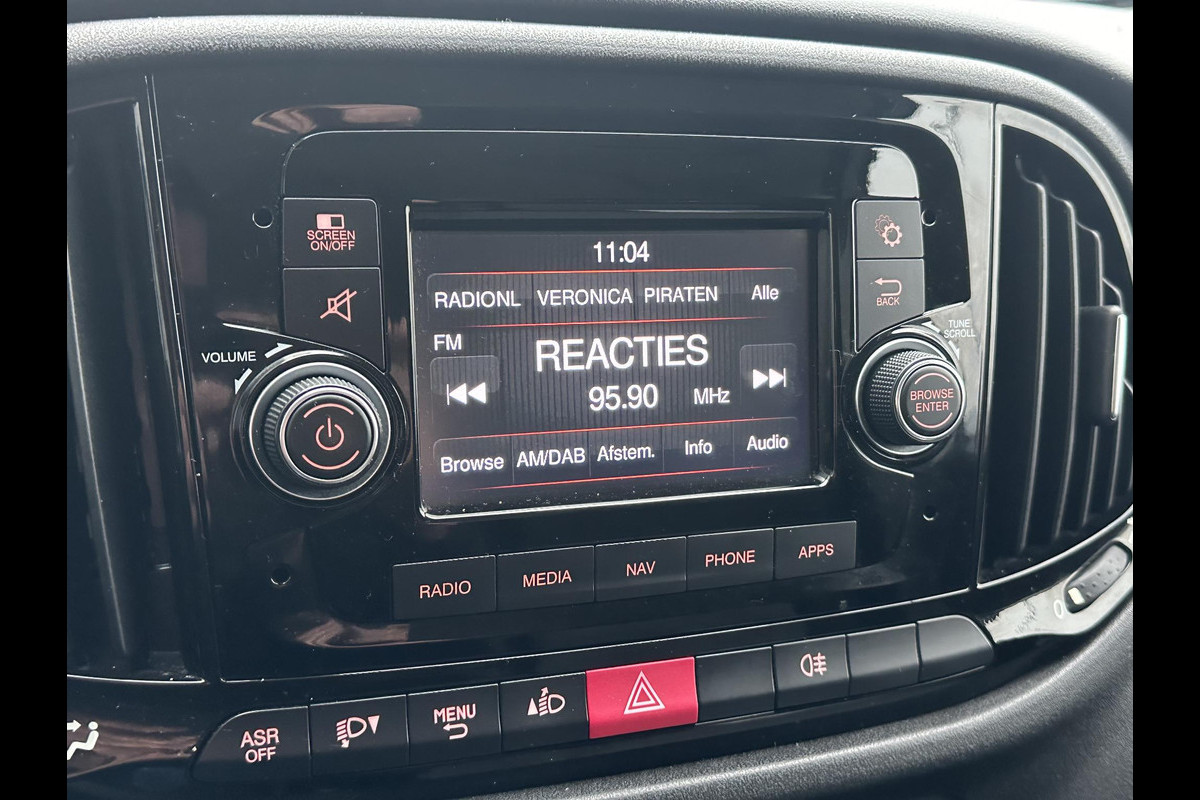 SCREEN
ON/OFF
11:04
RADIONL VERONICA PIRATEN Alle
FM
REACTIES
95.90 MHz
Browse AM/DAB Afstem. Info Audio
VOLUME
BACK
TUNE
SCROLL
BROWSE
ENTER
RADIO MEDIA NAV PHONE APPS
ASR
OFF
MENU
0